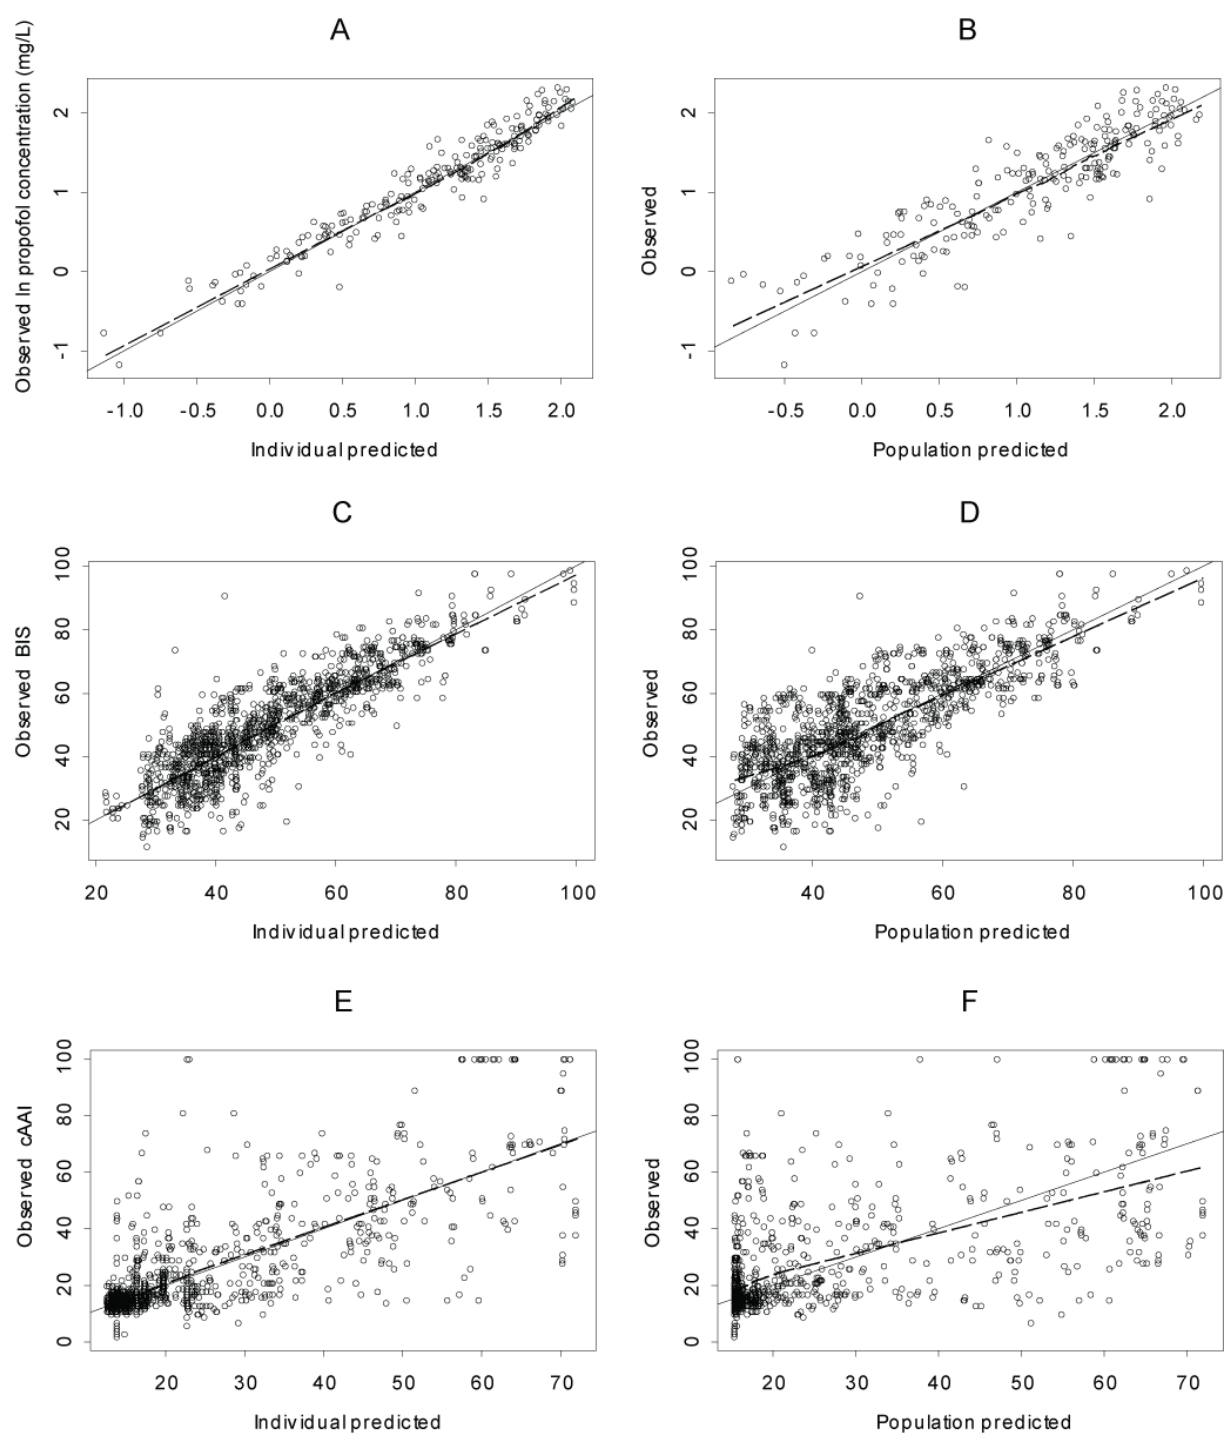 A
B
Observed ln propofol concentration (mg/L)
2
1
0
-1
-1.0 -0.5 0.0 0.5 1.0 1.5 2.0
Individual predicted
Observed
2
1
0
-1
-0.5 0.0 0.5 1.0 1.5 2.0
Population predicted
C
D
Observed BIS
100
80
60
40
20
20 40 60 80 100
Individual predicted
Observed
100
80
60
40
20
40 60 80 100
Population predicted
E
F
Observed cAAI
100
80
60
40
20
0
20 30 40 50 60 70
Individual predicted
Observed
100
80
60
40
20
0
20 30 40 50 60 70
Population predicted